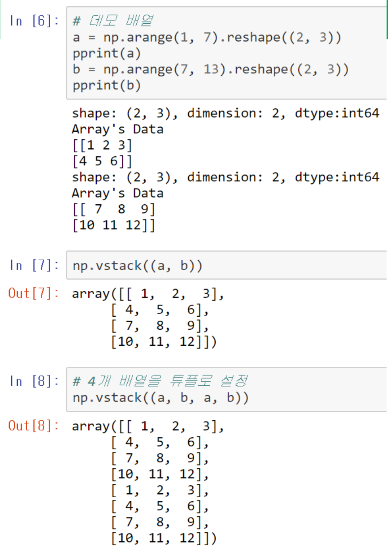 In [6]: # 데모 배열
a = np.arange(1, 7).reshape((2, 3))
pprint(a)
b = np.arange(7, 13).reshape((2, 3))
pprint(b)
shape: (2, 3), dimension: 2, dtype:int64
Array's Data
[[1 2 3]
[4 5 6]]
shape: (2, 3), dimension: 2, dtype:int64
Array's Data
[[ 7  8  9]
[10 11 12]]
In [7]: np.vstack((a, b))
Out[7]: array([[ 1,  2,  3],
[ 4,  5,  6],
[ 7,  8,  9],
[10, 11, 12]])
In [8]: # 4개 배열을 튜플로 설정
np.vstack((a, b, a, b))
Out[8]: array([[ 1,  2,  3],
[ 4,  5,  6],
[ 7,  8,  9],
[10, 11, 12],
[ 1,  2,  3],
[ 4,  5,  6],
[ 7,  8,  9],
[10, 11, 12]])